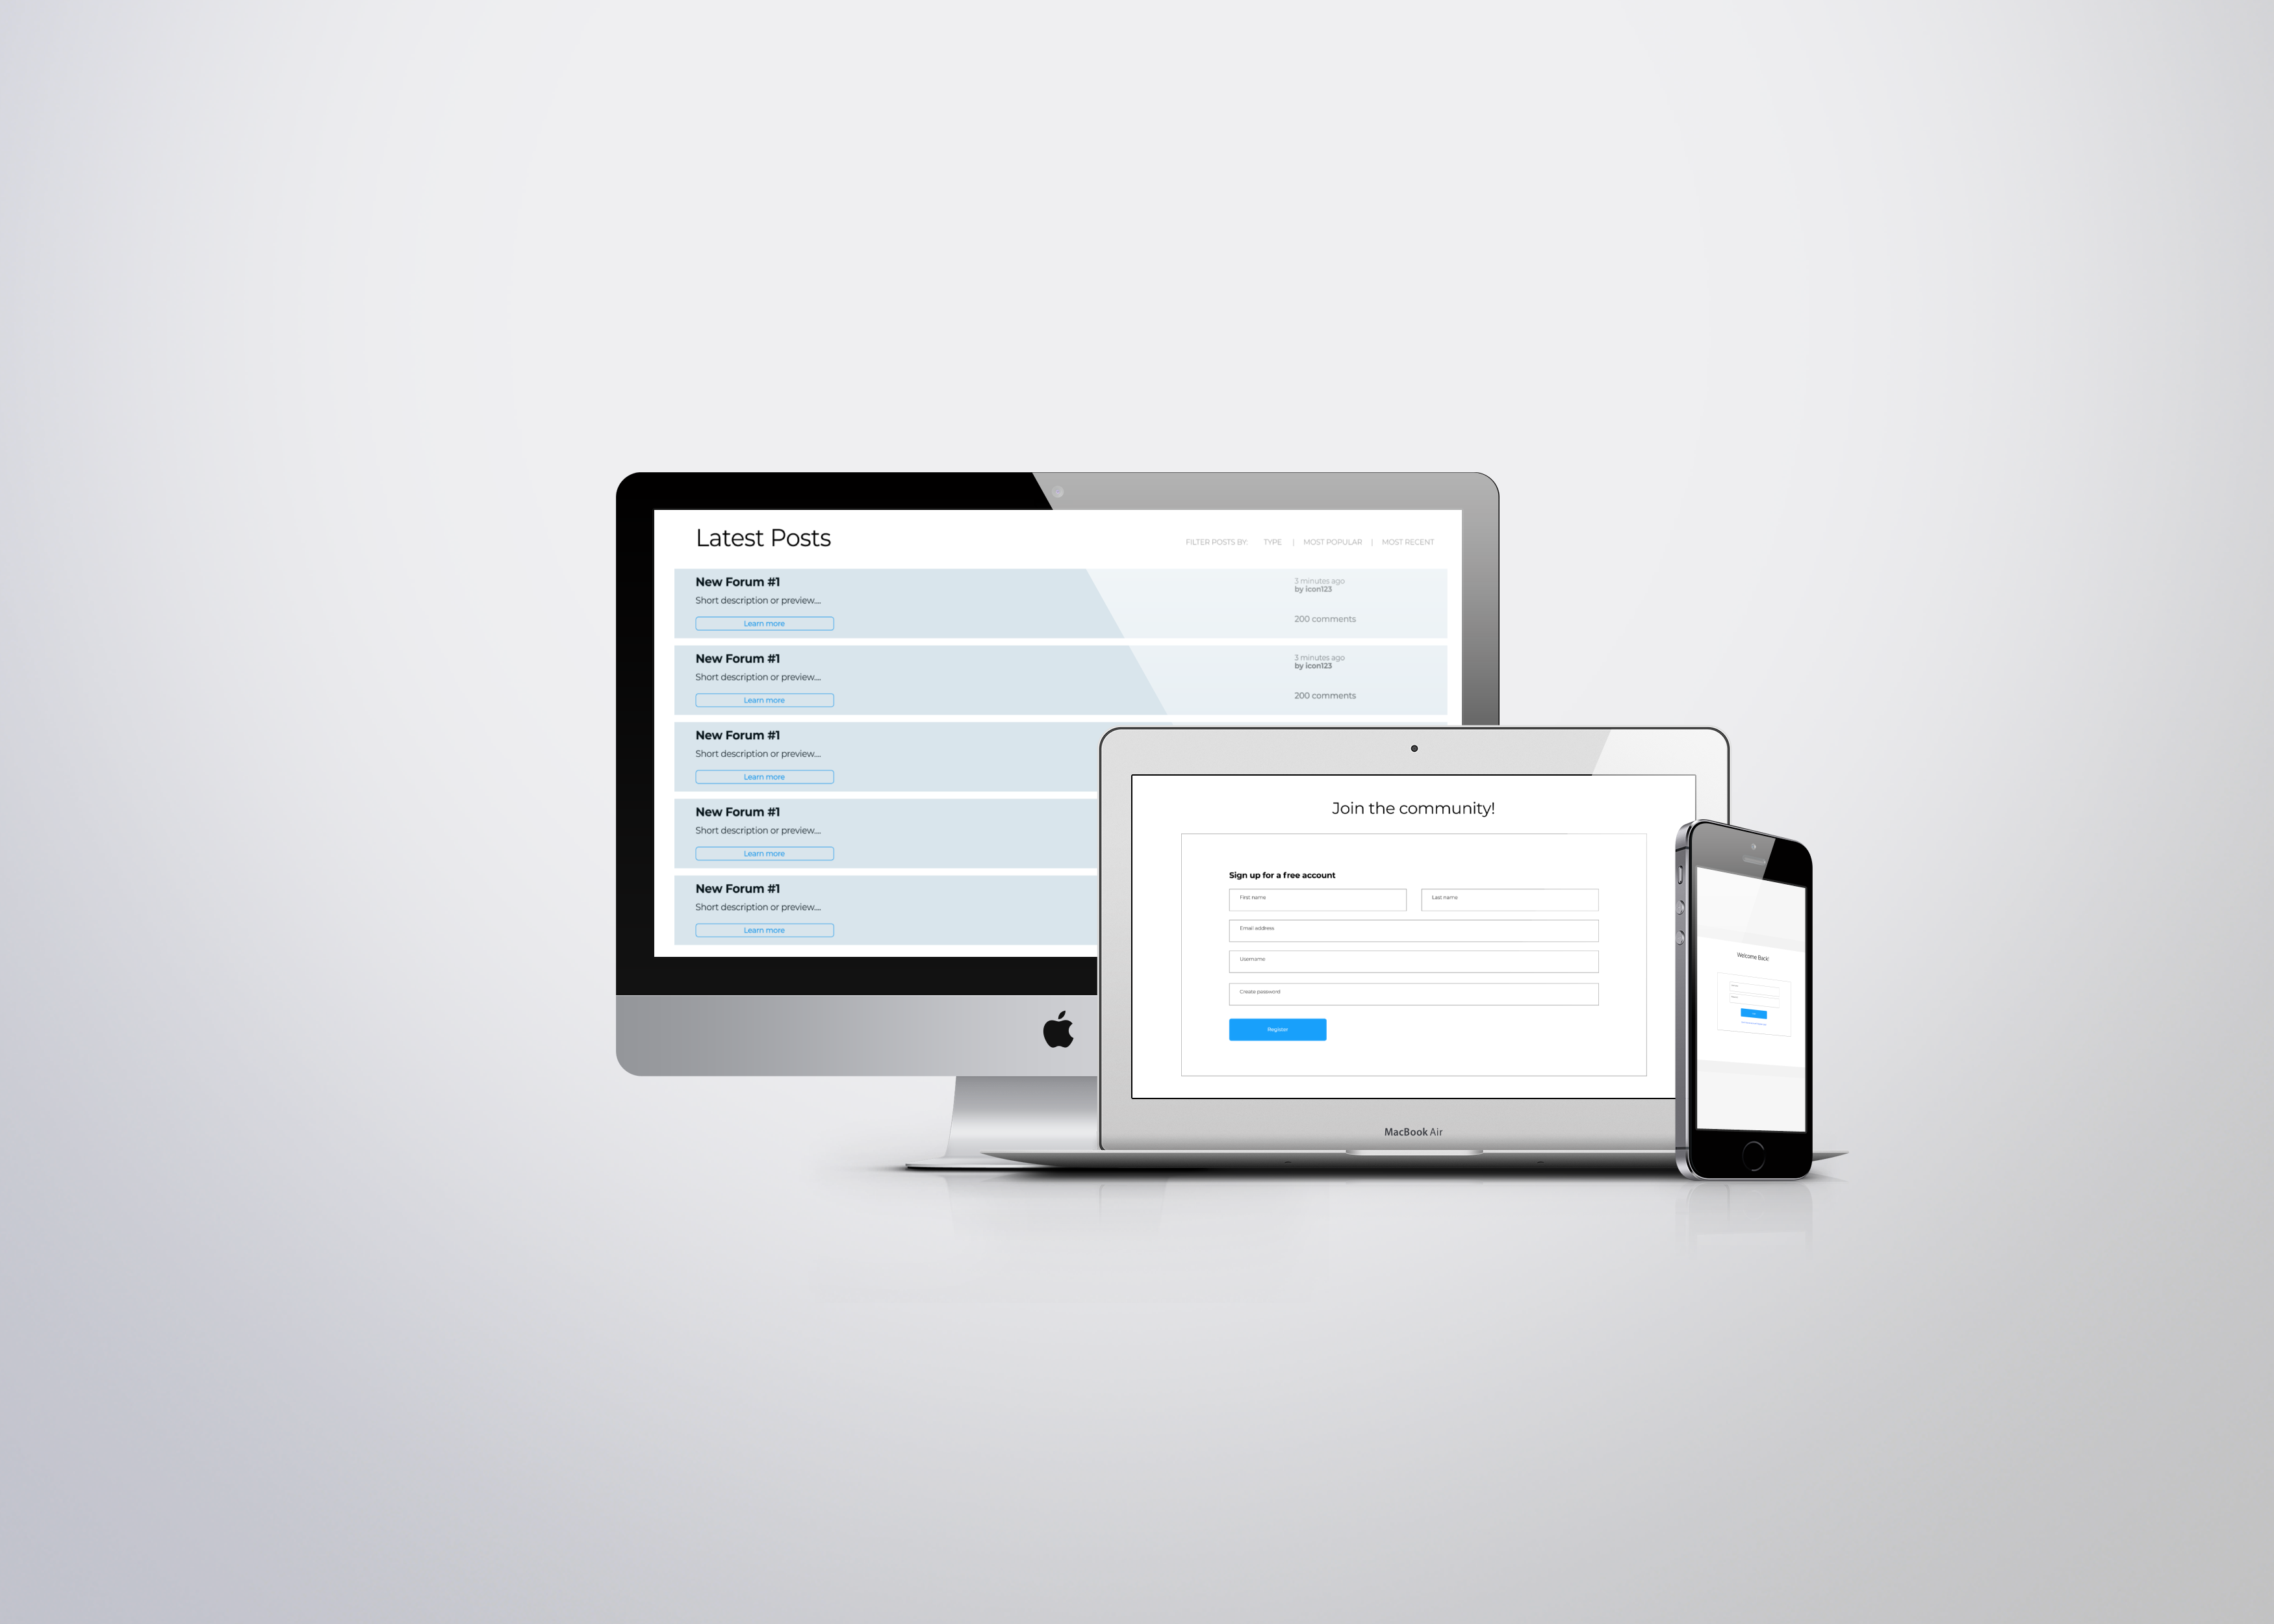 Latest Posts
FILTER POSTS BY: TYPE | MOST POPULAR | MOST RECENT
New Forum #1
Short description or preview....
Learn more
3 minutes ago
by icon123
200 comments
New Forum #1
Short description or preview....
Learn more
3 minutes ago
by icon123
200 comments
New Forum #1
Short description or preview....
Learn more
New Forum #1
Short description or preview....
Learn more
New Forum #1
Short description or preview....
Learn more
Join the community!
Sign up for a free account
First name
Last name
Email address
Username
Create password
Register
MacBook Air
Welcome Back!